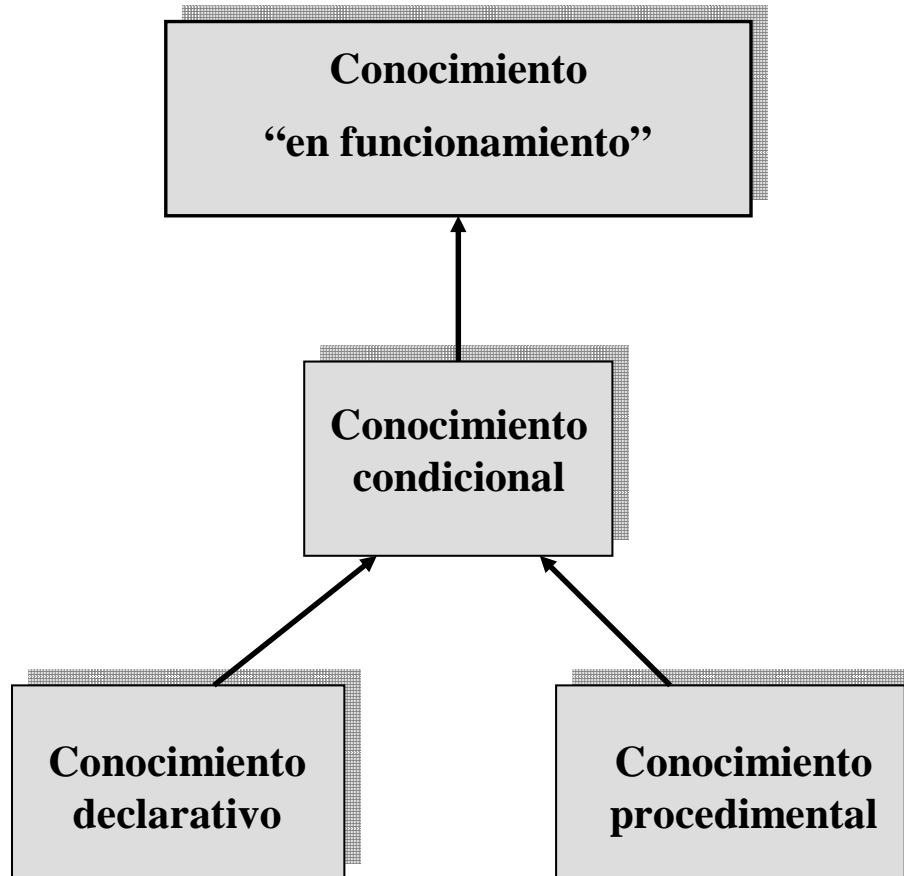 Conocimiento
“en funcionamiento”
Conocimiento
condicional
Conocimiento
declarativo
Conocimiento
procedimental